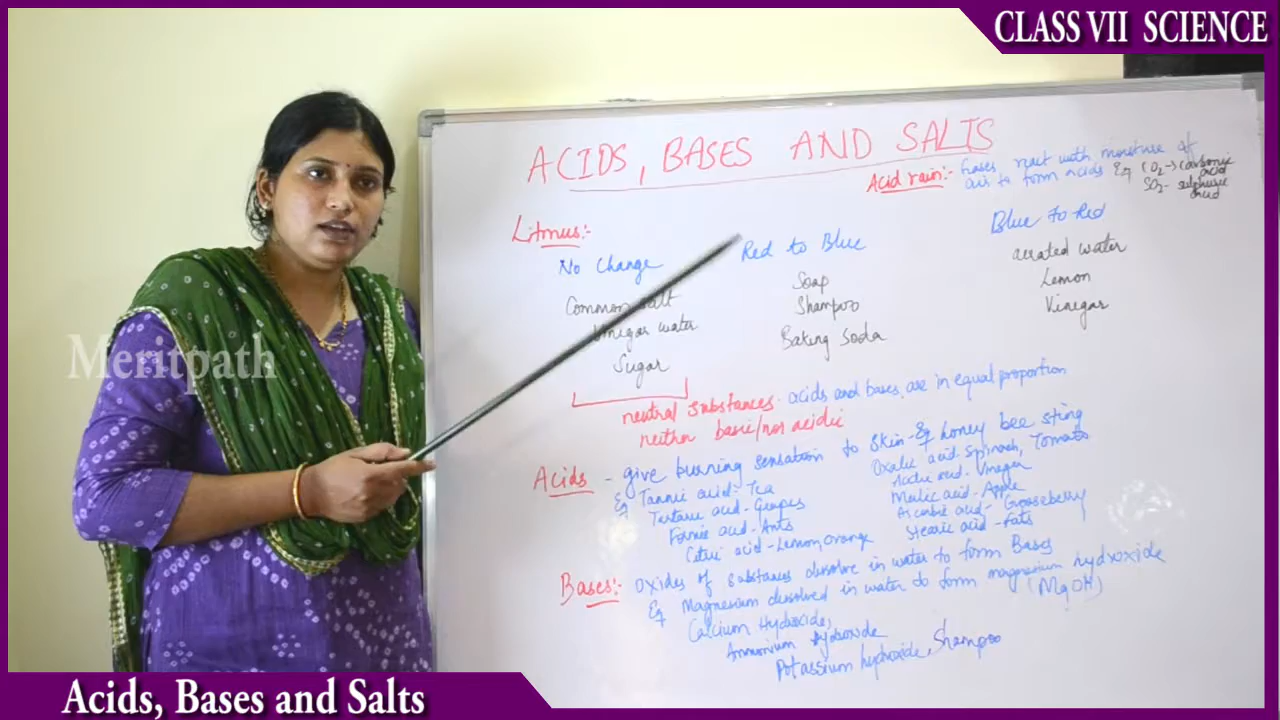 CLASS VII SCIENCE
ACIDS, BASES AND SALTS
Acid rain:- Gases reat with moisture of
air to form acids Eg CO2 -> carbonic acid
SO2 - sulphuric acid
Litmus:-
No Change
Common salt
Vinegar water
Sugar
Red to Blue
Soap
Shampoo
Baking Soda
Blue to Red
aerated water
Lemon
Vinegar
neutral substances - acids and bases are in equal proportion
neither basic/nor acidic
Acids - give burning sensation to skin - Eg honey bee sting
Eg Tannic acid - Tea
Tartaric acid - Grapes
Formic acid - Ants
Citric acid - Lemon, orange
Oxalic acid - Spinash, Tomato
Vinegar
Malic acid - Apple
Ascorbic acid - Gooseberry
Stearic acid - fats
Bases:- Oxides of substances dissolve in water to form Bases
Eg Magnesium dissolved in water to form magnesium hydroxide
(MgOH)
Calcium Hydroxide,
Ammonium hydroxide
Potassium hydroxide, Shampoo
Meritpath
Acids, Bases and Salts